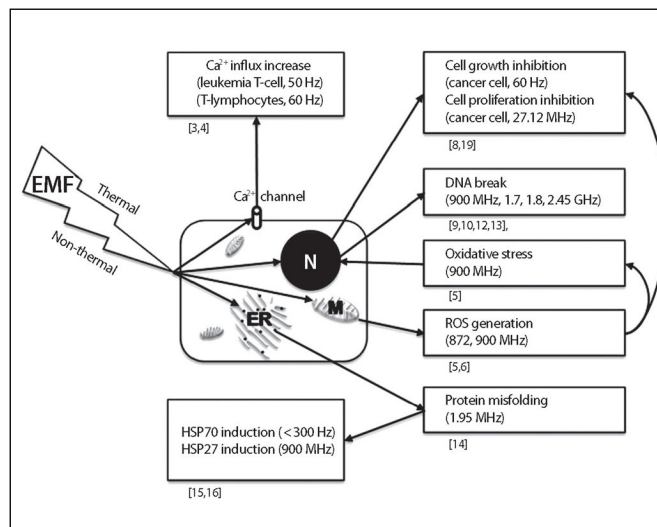 Ca2+ influx increase
(leukemia T-cell, 50 Hz)
(T-lymphocytes, 60 Hz)
[3,4]
Cell growth inhibition
(cancer cell, 60 Hz)
Cell proliferation inhibition
(cancer cell, 27.12 MHz)
[8,19]
EMF
Thermal
Non-thermal
Ca2+ channel
DNA break
(900 MHz, 1.7, 1.8, 2.45 GHz)
[9,10,12,13],
N
Oxidative stress
(900 MHz)
[5]
M
ER
ROS generation
(872, 900 MHz)
[5,6]
Protein misfolding
(1.95 MHz)
[14]
HSP70 induction (<300 Hz)
HSP27 induction (900 MHz)
[15,16]